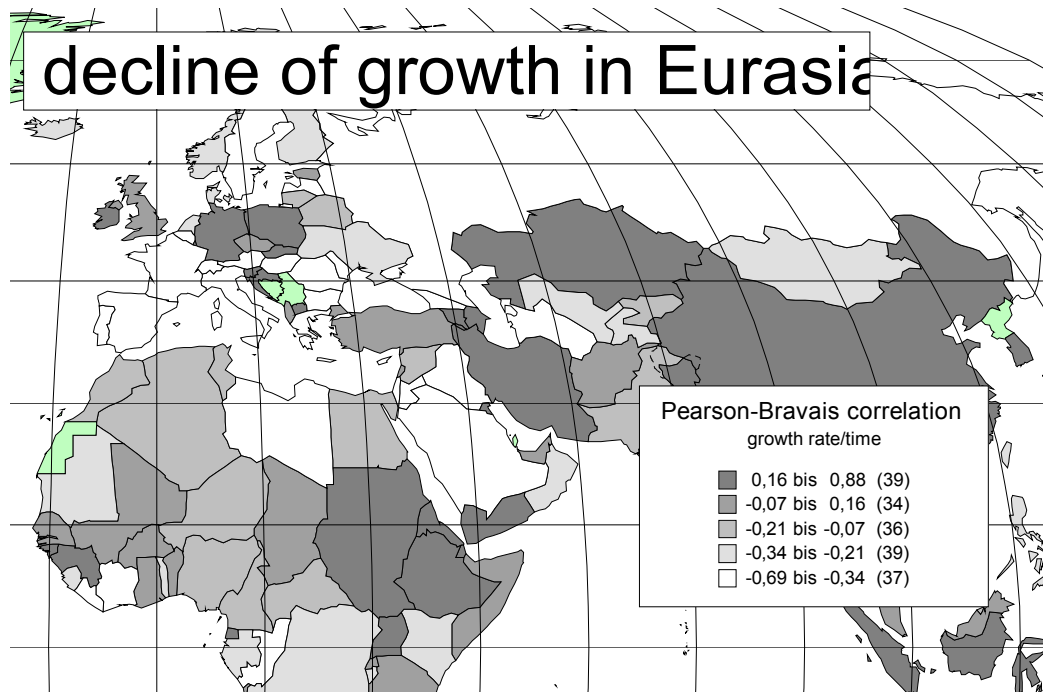 decline of growth in Eurasia
Pearson-Bravais correlation
growth rate/time
0,16 bis 0,88 (39)
-0,07 bis 0,16 (34)
-0,21 bis -0,07 (36)
-0,34 bis -0,21 (39)
-0,69 bis -0,34 (37)